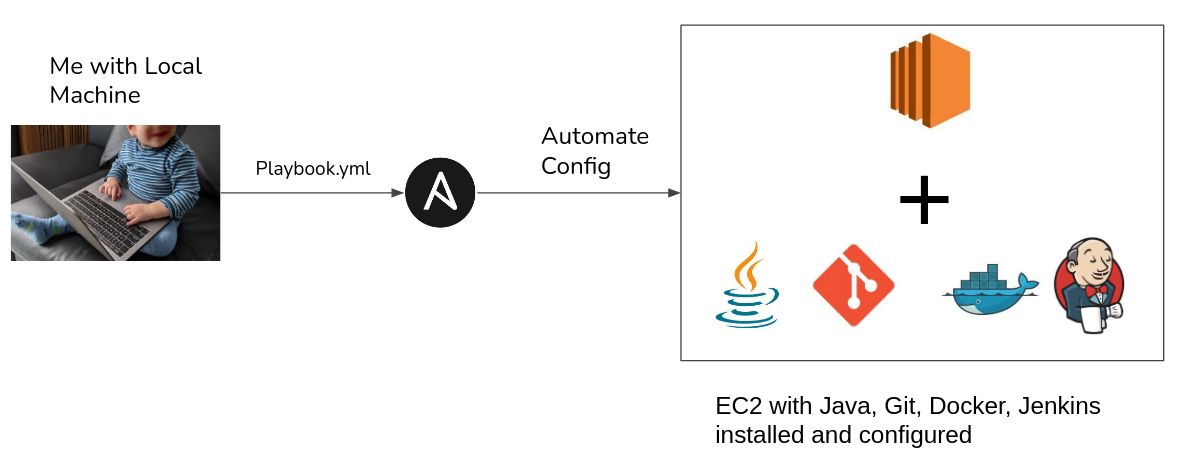 Me with Local
Machine
Playbook.yml
Automate
Config
EC2 with Java, Git, Docker, Jenkins
installed and configured